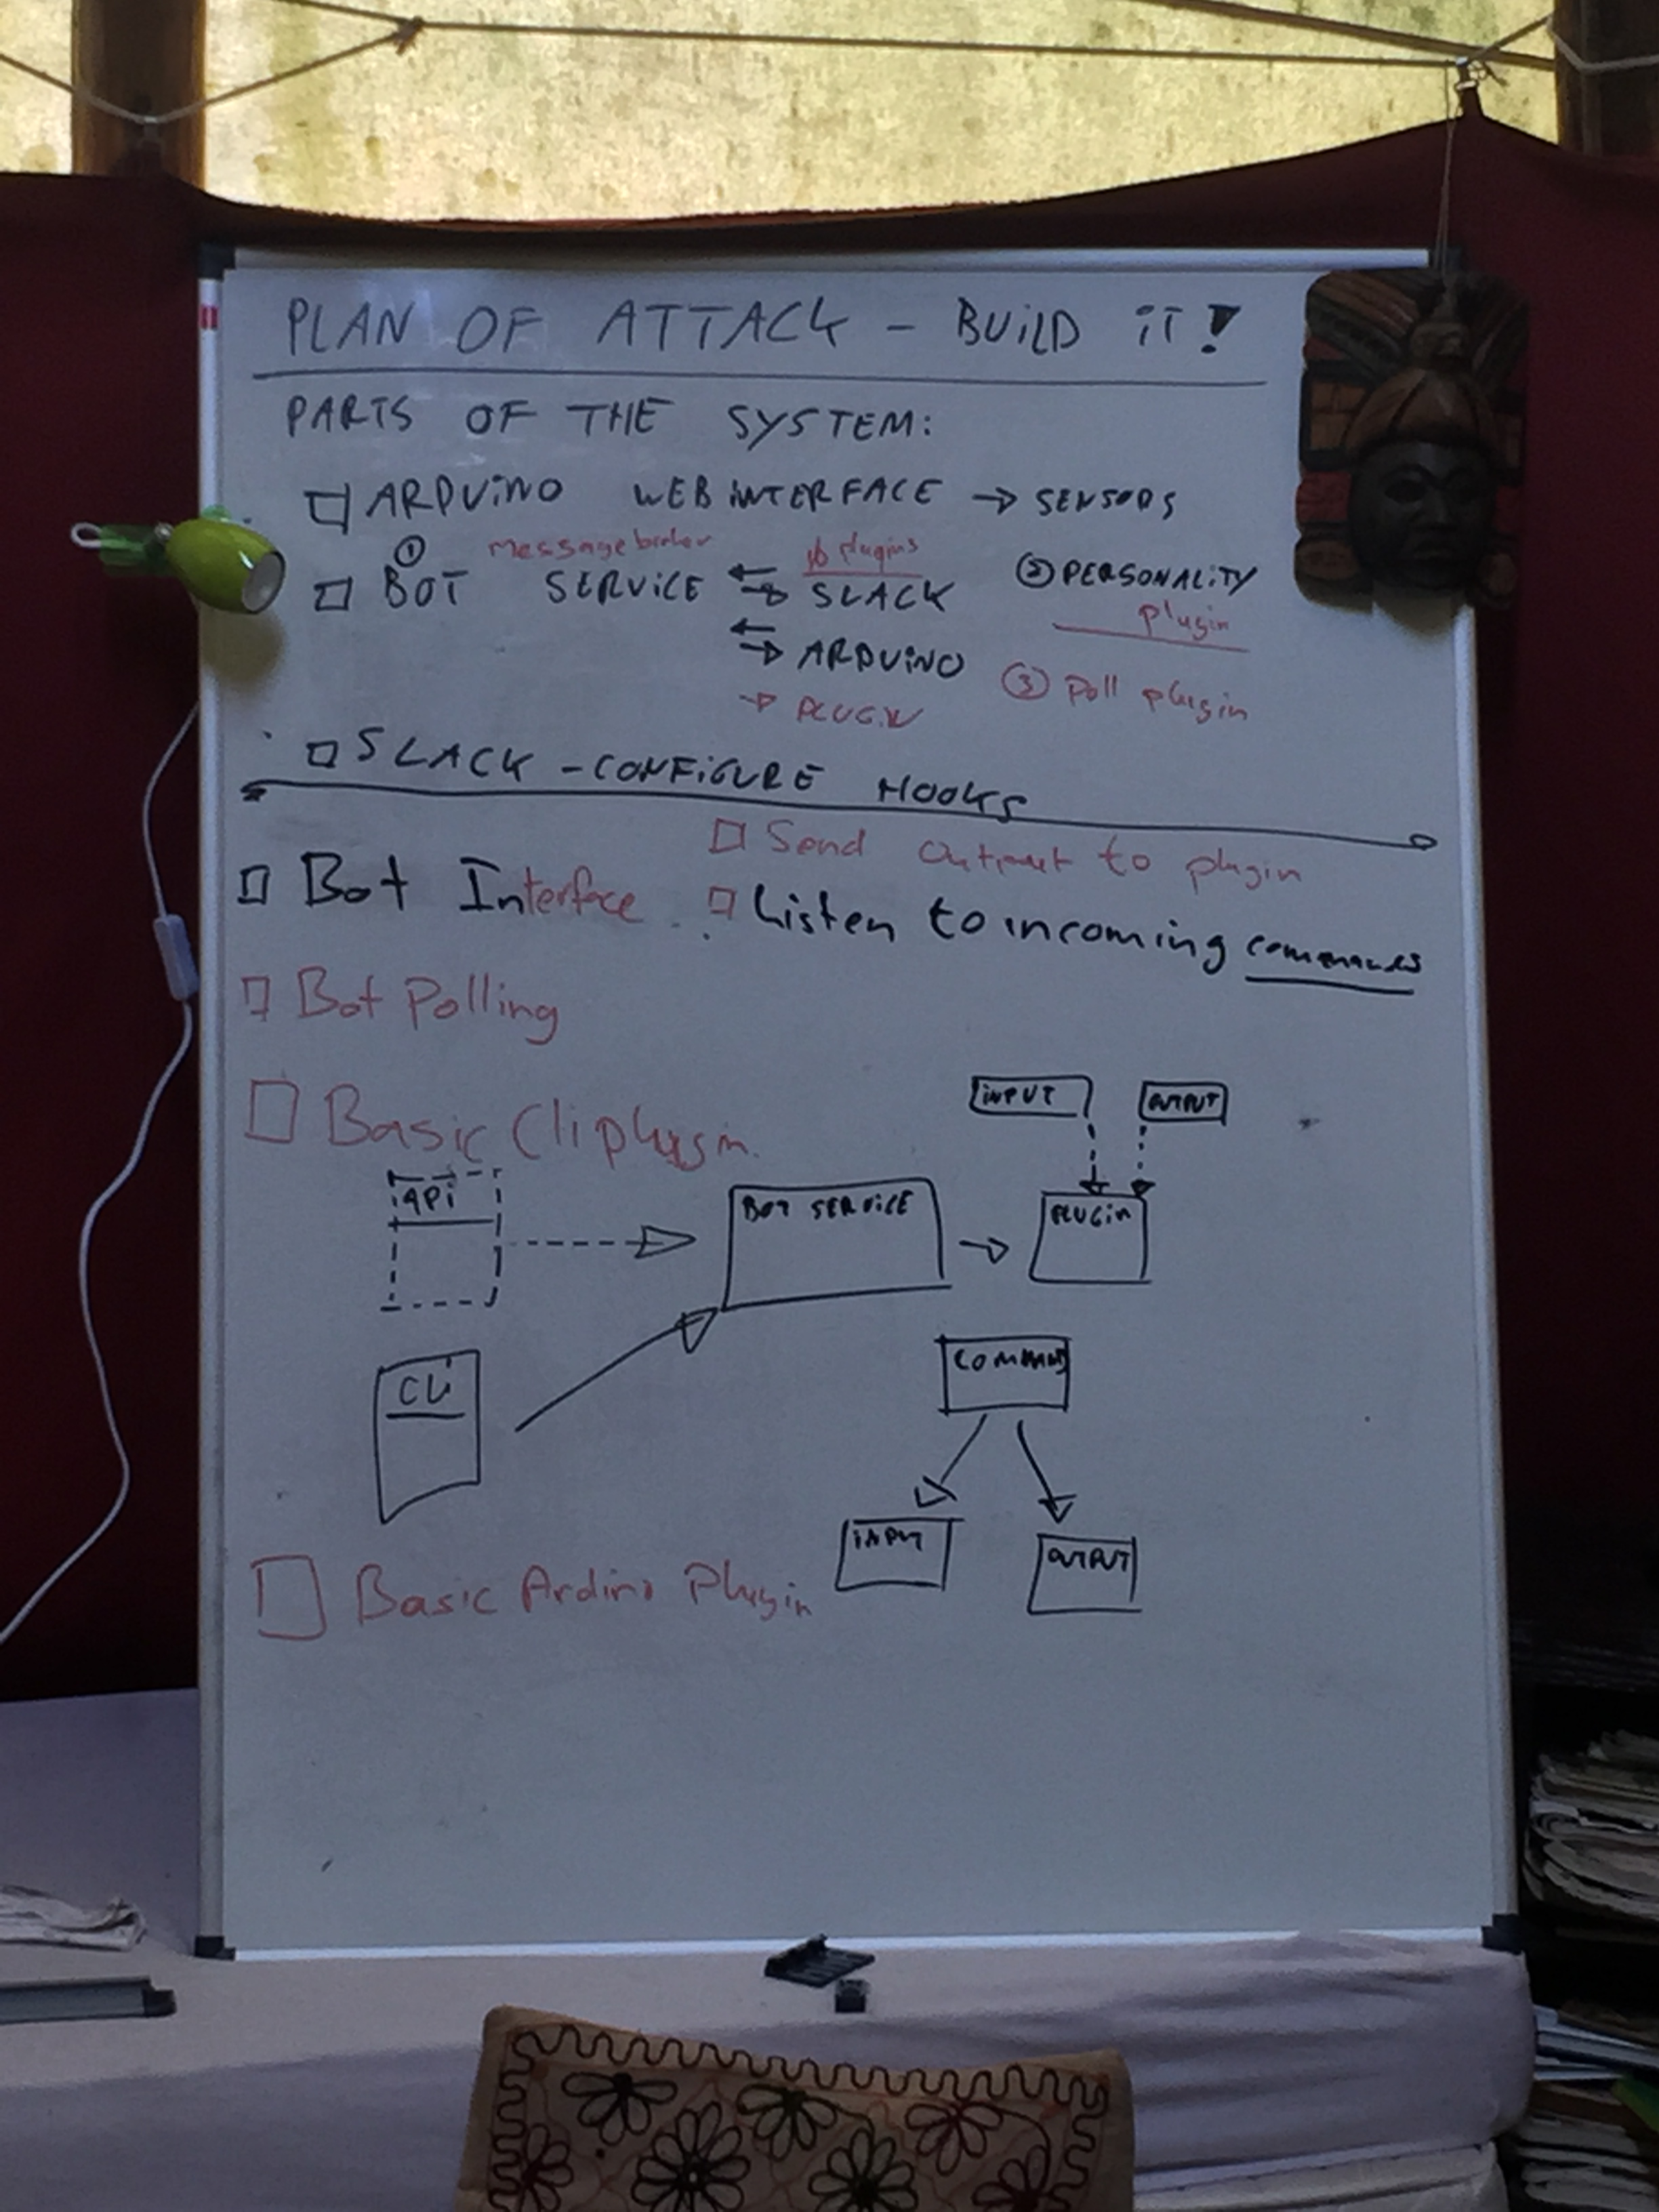 PLAN OF ATTACK - BUILD IT!
PARTS OF THE SYSTEM:
ARDUINO WEB INTERFACE → SENSORS
① Message broker plugins
BOT SERVICE SLACK ② PERSONALITY
plugin
ARDUINO ③ Poll plugin
→ PLUGIN
SLACK - CONFIGURE HOOKS
Send output to plugin
Bot Interface Listen to incoming commands
Bot Polling
INPUT OUTPUT
Basic Cli plugin
API
BOT SERVICE PLUGIN
COMMAND
CLI
INPUT OUTPUT
Basic Ardino Plugin